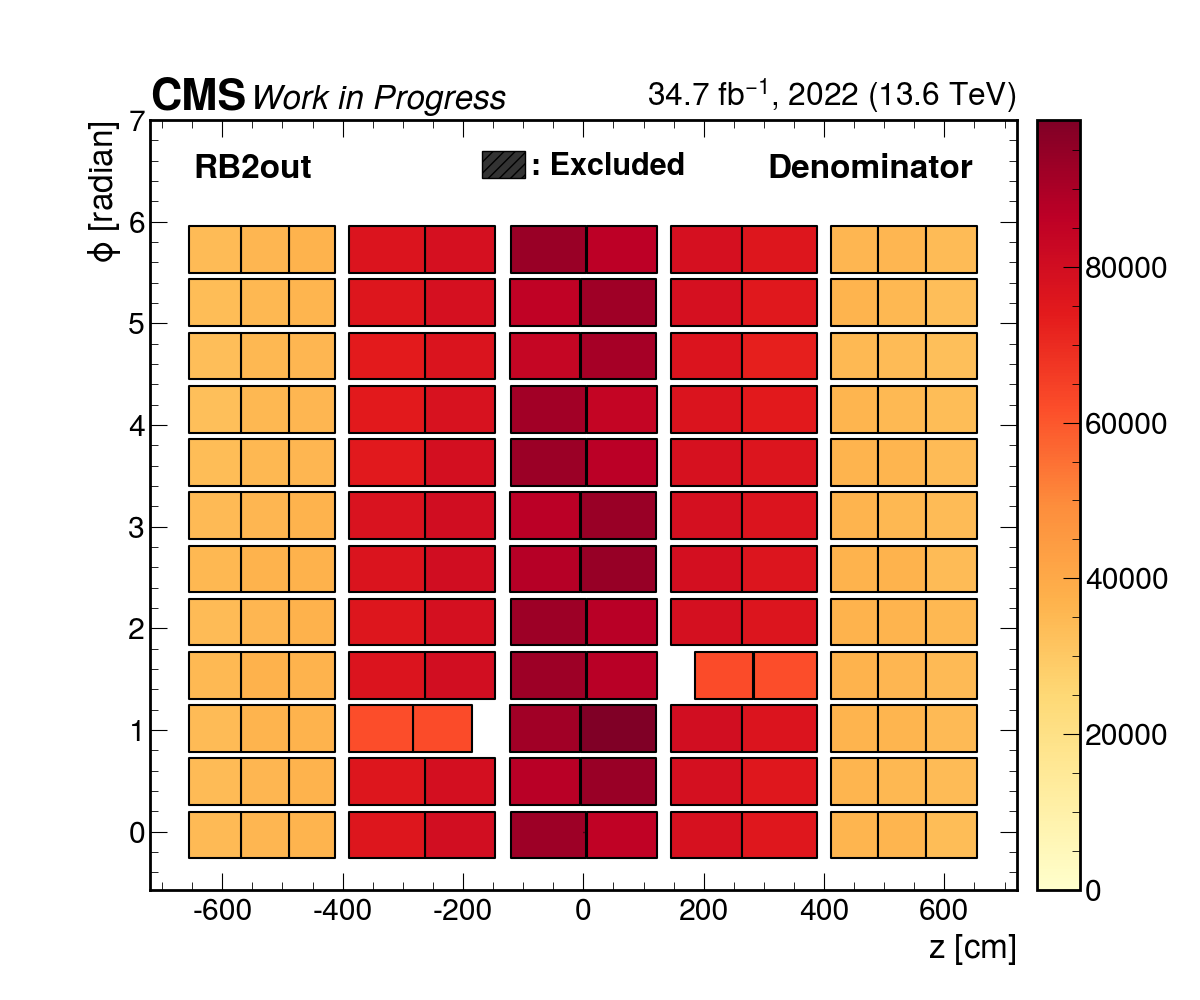 CMS Work in Progress 34.7 fb⁻¹, 2022 (13.6 TeV)
RB2out : Excluded Denominator
ϕ [radian]
7
6
5
4
3
2
1
0
-600 -400 -200 0 200 400 600
z [cm]
80000
60000
40000
20000
0